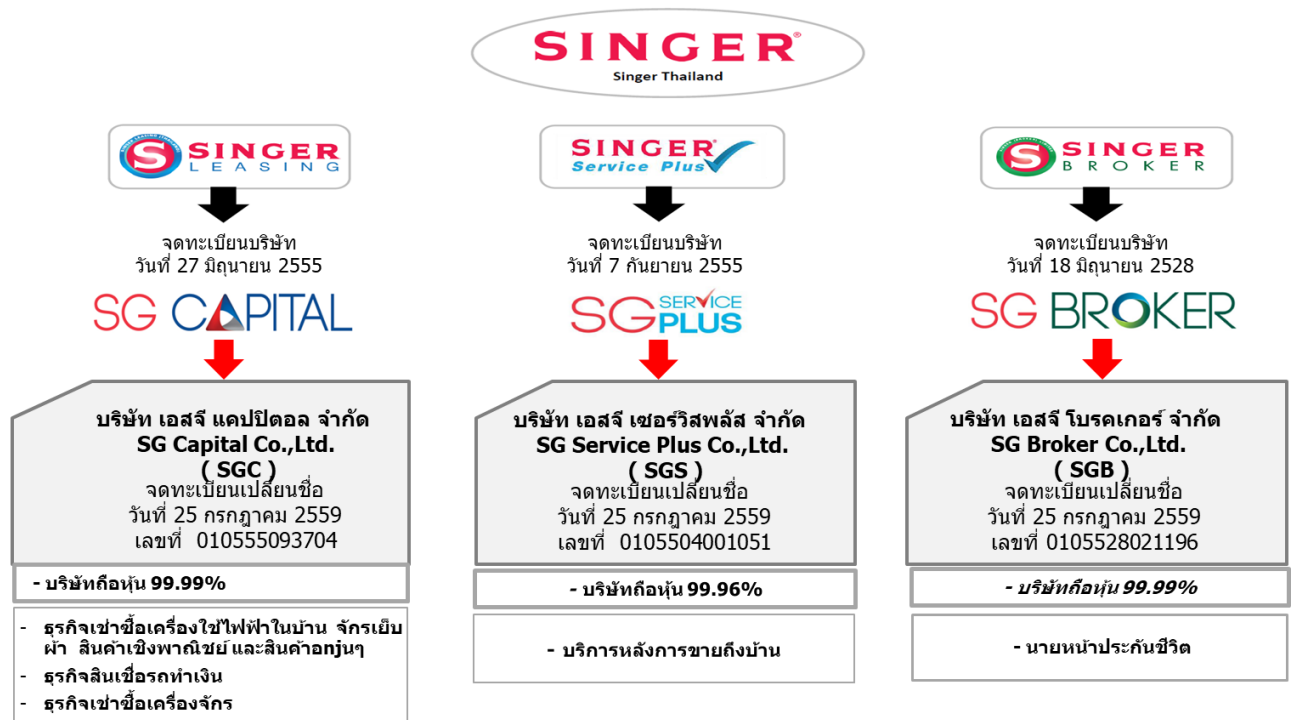 SINGER®
Singer Thailand
SINGER
LEASING
จดทะเบียนบริษัท
วันที่ 27 มิถุนายน 2555
SG CAPITAL
บริษัท เอสจี แคปปิตอล จำกัด
SG Capital Co.,Ltd.
( SGC )
จดทะเบียนเปลี่ยนชื่อ
วันที่ 25 กรกฎาคม 2559
เลขที่ 010555093704
- บริษัทถือหุ้น 99.99%
- ธุรกิจเช่าซื้อเครื่องใช้ไฟฟ้าในบ้าน จักรเย็บ
ผ้า สินค้าเชิงพาณิชย์ และสินค้าอnjนๆ
- ธุรกิจสินเชื่อรถทำเงิน
- ธุรกิจเช่าซื้อเครื่องจักร
SINGER
Service Plus
จดทะเบียนบริษัท
วันที่ 7 กันยายน 2555
SG SERVICE
PLUS
บริษัท เอสจี เซอร์วิสพลัส จำกัด
SG Service Plus Co.,Ltd.
( SGS )
จดทะเบียนเปลี่ยนชื่อ
วันที่ 25 กรกฎาคม 2559
เลขที่ 0105504001051
- บริษัทถือหุ้น 99.96%
- บริการหลังการขายถึงบ้าน
SINGER
BROKER
จดทะเบียนบริษัท
วันที่ 18 มิถุนายน 2528
SG BROKER
บริษัท เอสจี โบรคเกอร์ จำกัด
SG Broker Co.,Ltd.
( SGB )
จดทะเบียนเปลี่ยนชื่อ
วันที่ 25 กรกฎาคม 2559
เลขที่ 0105528021196
- บริษัทถือหุ้น 99.99%
- นายหน้าประกันชีวิต